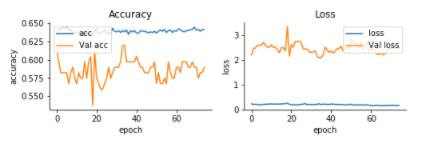 Accuracy
Loss
0.650
0.625
0.600
0.575
0.550
acc
Val acc
accuracy
0
20
40
60
epoch
3
2
1
0
loss
Val loss
loss
0
20
40
60
epoch